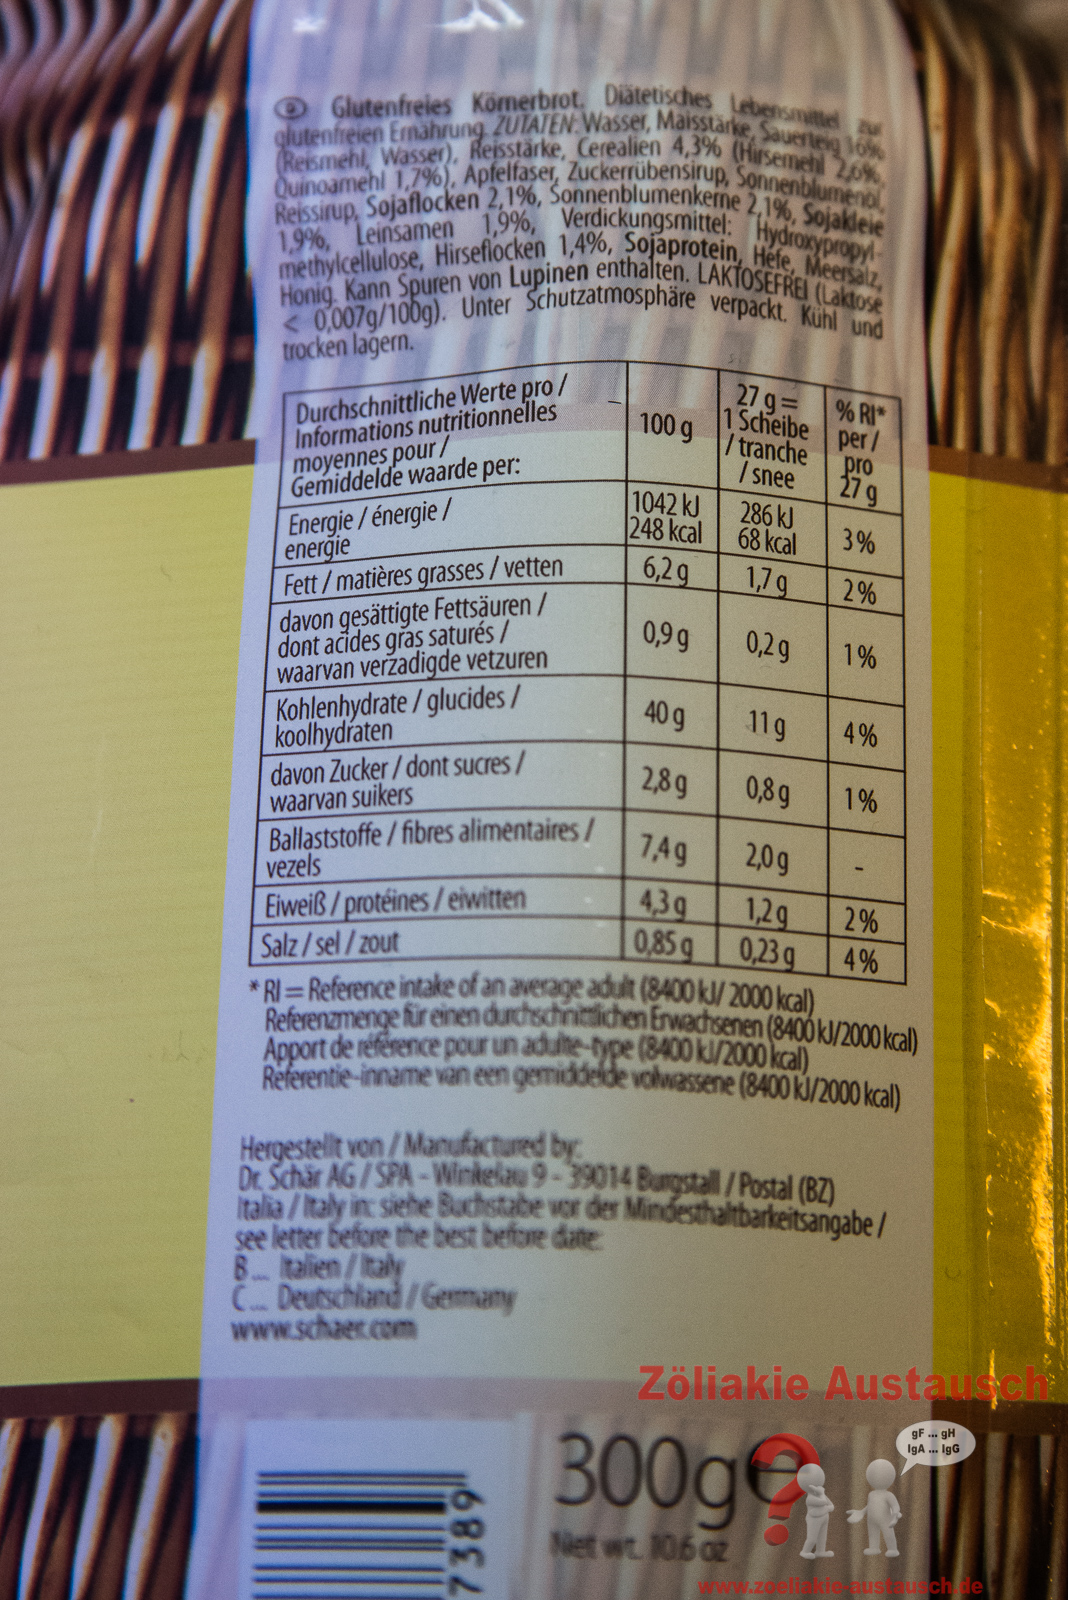 D Glutenfreies Körnerbrot. Diätetisches Lebensmittel zur
glutenfreien Ernährung. ZUTATEN: Wasser, Maisstärke, Sauerteig 16%
(Reismehl, Wasser), Reisstärke, Cerealien 4,3% (Hirsemehl 2,6%,
Quinoamehl 1,7%), Apfelfaser, Zuckerrübensirup, Sonnenblumenöl,
Reissirup, Sojaflocken 2,1%, Sonnenblumenkerne 2,1%, Sojakleie
1,9%, Leinsamen 1,9%, Verdickungsmittel: Hydroxypropyl-
methylcellulose, Hirseflocken 1,4%, Sojaprotein, Hefe, Meersalz,
Honig. Kann Spuren von Lupinen enthalten. LAKTOSEFREI (Laktose
< 0,007g/100g). Unter Schutzatmosphäre verpackt. Kühl und
trocken lagern.
Durchschnittliche Werte pro /
Informations nutritionnelles
moyennes pour /
Gemiddelde waarde per:
100 g
27 g =
1 Scheibe
/ tranche
/ snee
% RI*
per /
pro
27 g
Energie / énergie /
energie
1042 kJ
248 kcal
286 kJ
68 kcal
3%
Fett / matières grasses / vetten
6,2 g
1,7 g
2%
davon gesättigte Fettsäuren /
dont acides gras saturés /
waarvan verzadigde vetzuren
0,9 g
0,2 g
1%
Kohlenhydrate / glucides /
koolhydraten
40 g
11 g
4%
davon Zucker / dont sucres /
waarvan suikers
2,8 g
0,8 g
1%
Ballaststoffe / fibres alimentaires /
vezels
7,4 g
2,0 g
-
Eiweiß / protéines / eiwitten
4,3 g
1,2 g
2%
Salz / sel / zout
0,85 g
0,23 g
4%
* RI = Reference intake of an average adult (8400 kJ/ 2000 kcal)
Referenzmenge für einen durchschnittlichen Erwachsenen (8400 kJ/2000 kcal)
Apport de référence pour un adulte-type (8400 kJ/2000 kcal)
Referentie-inname van een gemiddelde volwassene (8400 kJ/2000 kcal)
Hergestellt von / Manufactured by:
Dr. Schär AG / SPA - Winkelau 9 - 39014 Burgstall / Postal (BZ)
Italia / Italy in: siehe Buchstabe vor der Mindesthaltbarkeitsangabe /
see letter before the best before date:
B ... Italien / Italy
C ... Deutschland / Germany
www.schaer.com
Zöliakie Austausch
gF ... gH
IgA ... IgG
300g e
Net wt. 10.6 oz
7389
www.zoeliakie-austausch.de